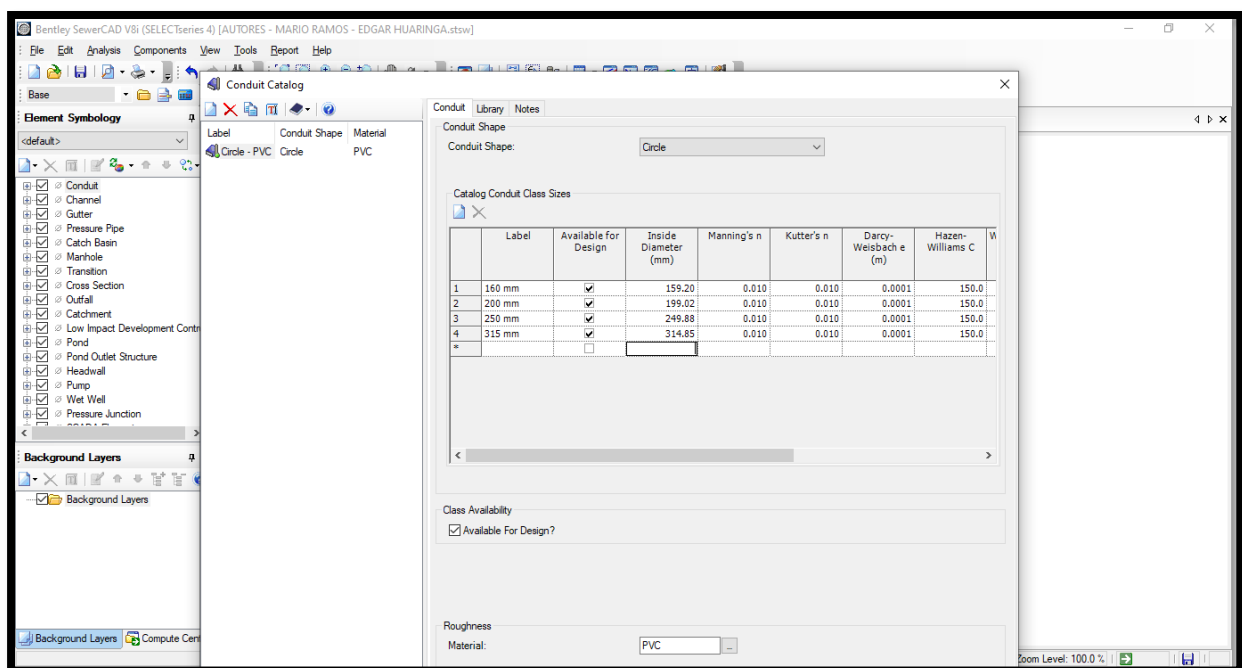 Bentley SewerCAD V8i (SELECTseries 4) [AUTORES - MARIO RAMOS - EDGAR HUARINGA.stsw]
File Edit Analysis Components View Tools Report Help
Base
Element Symbology
<default>
Conduit
Channel
Gutter
Pressure Pipe
Catch Basin
Manhole
Transition
Cross Section
Outfall
Catchment
Low Impact Development Contr
Pond
Pond Outlet Structure
Headwall
Pump
Wet Well
Pressure Junction
Background Layers
Background Layers
Background Layers Compute Cen
Conduit Catalog
Label Conduit Shape Material
Circle - PVC Circle PVC
Conduit Library Notes
Conduit Shape
Conduit Shape: Circle
Catalog Conduit Class Sizes
Label Available for Design Inside Diameter (mm) Manning's n Kutter's n Darcy-Weisbach e (m) Hazen-Williams C W
1 160 mm 159.20 0.010 0.010 0.0001 150.0
2 200 mm 199.02 0.010 0.010 0.0001 150.0
3 250 mm 249.88 0.010 0.010 0.0001 150.0
4 315 mm 314.85 0.010 0.010 0.0001 150.0
*
Class Availability
Available For Design?
Roughness
Material: PVC ...
Zoom Level: 100.0 %